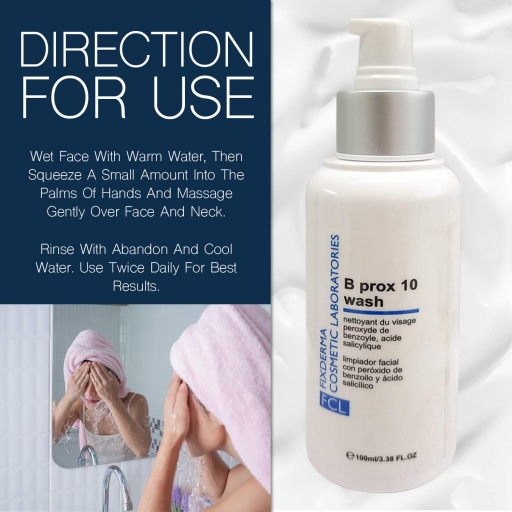 DIRECTION
FOR USE
Wet Face With Warm Water, Then
Squeeze A Small Amount Into The
Palms Of Hands And Massage
Gently Over Face And Neck.
Rinse With Abandon And Cool
Water. Use Twice Daily For Best
Results.
FIXDERMA
COSMETIC LABORATORIES
FCL
B prox 10
wash
nettoyant du visage
peroxyde de
benzoyle, acide
salicylique
limpiador facial
con peróxido de
benzoilo y ácido
salicílico
℮100ml/3.38 FL.OZ